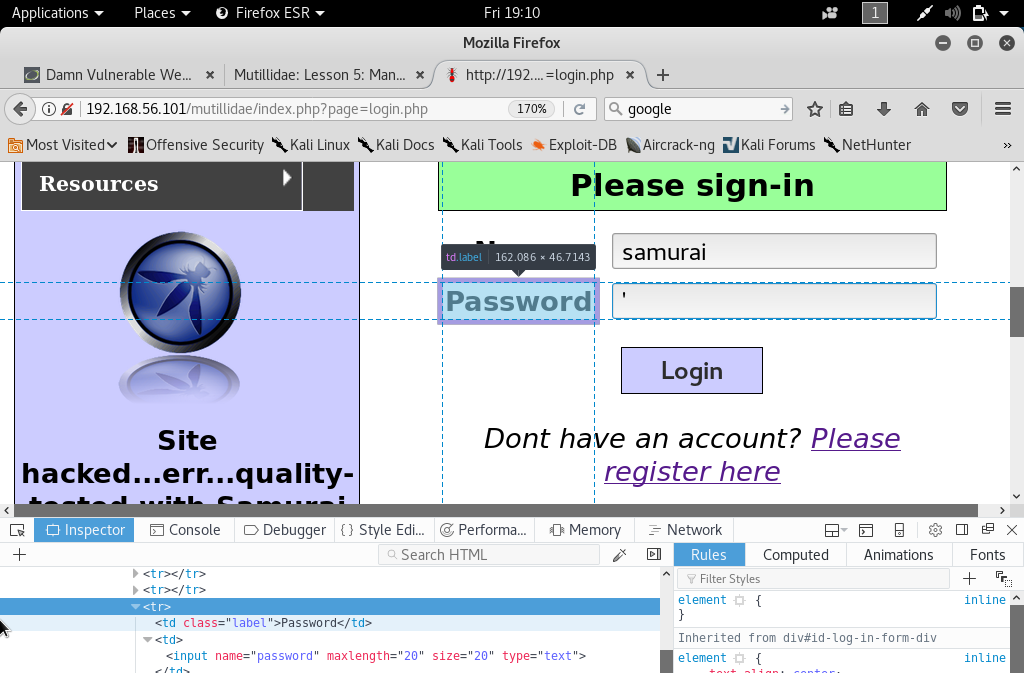 Applications Places Firefox ESR Fri 19:10 1
Mozilla Firefox
Damn Vulnerable We... Mutillidae: Lesson 5: Man... http://192.…=login.php
192.168.56.101/mutillidae/index.php?page=login.php 170% google
Most Visited Offensive Security Kali Linux Kali Docs Kali Tools Exploit-DB Aircrack-ng Kali Forums NetHunter »
Resources
Please sign-in
samurai
td.label 162.086 × 46.7143
Password '
Login
Site
hacked...err...quality-
tested with Samurai
Dont have an account? Please
register here
Inspector Console Debugger Style Edi... Performa... Memory Network
Search HTML Rules Computed Animations Fonts
Filter Styles
<tr></tr>
<tr></tr>
<tr>
<td class="label">Password</td>
<td>
<input name="password" maxlength="20" size="20" type="text">
</td>
element { inline
}
Inherited from div#id-log-in-form-div
element { inline
text-align: center;